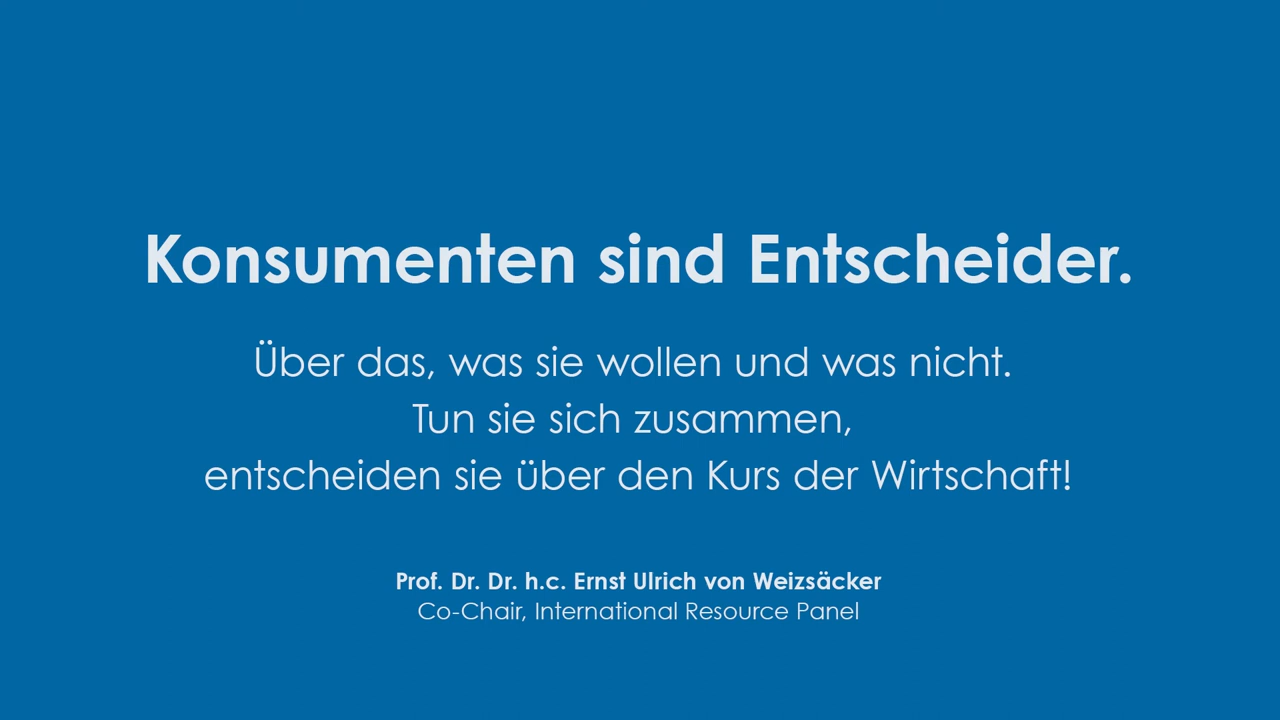 Konsumenten sind Entscheider.
Über das, was sie wollen und was nicht.
Tun sie sich zusammen,
entscheiden sie über den Kurs der Wirtschaft!
Prof. Dr. Dr. h.c. Ernst Ulrich von Weizsäcker
Co-Chair, International Resource Panel